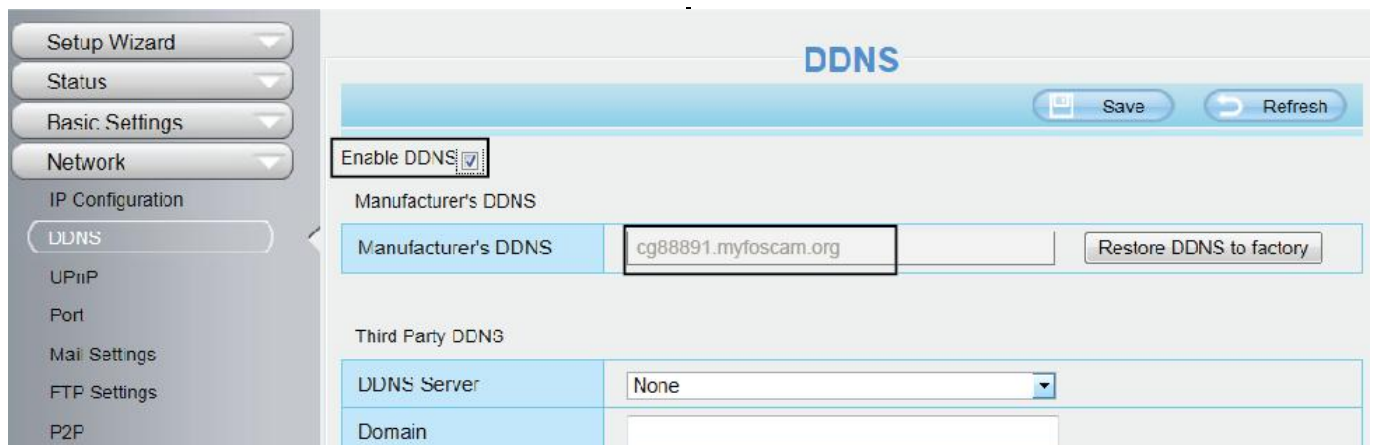 Setup Wizard
Status
Basic Settings
Network
IP Configuration
DDNS
UPnP
Port
Mail Settings
FTP Settings
P2P
DDNS
Save
Refresh
Enable DDNS
Manufacturer's DDNS
Manufacturer's DDNS
cg88891.myfoscam.org
Restore DDNS to factory
Third Party DDNS
DDNS Server
None
Domain